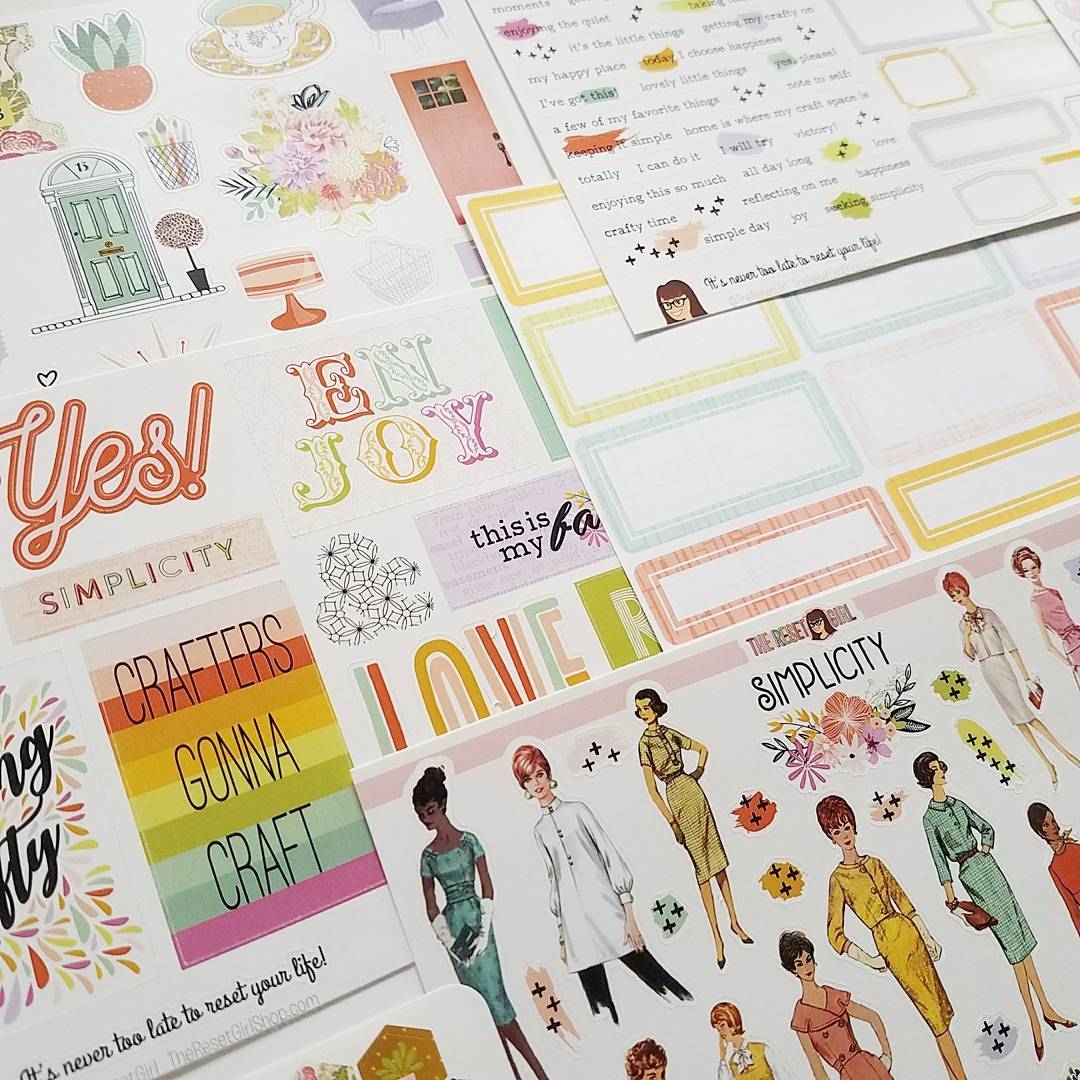 moments getting taking
enjoying the quiet getting my crafty on
it's the little things
my happy place today I choose happiness
lovely little things yes, please!
I've got this! note to self:
a few of my favorite things
keeping it simple home is where my craft space is
totally I can do it I will try victory! love
enjoying this so much all day long happiness
crafty time reflecting on me
simple day joy seeking simplicity
It's never too late to reset your life!
13
Yes!
EN
JOY
SIMPLICITY
this is
my fa
&
LOVE
CRAFTERS
GONNA
CRAFT
ng
fty
It's never too late to reset your life!
TheResetGirlShop.com
THE RESET GIRL
SIMPLICITY